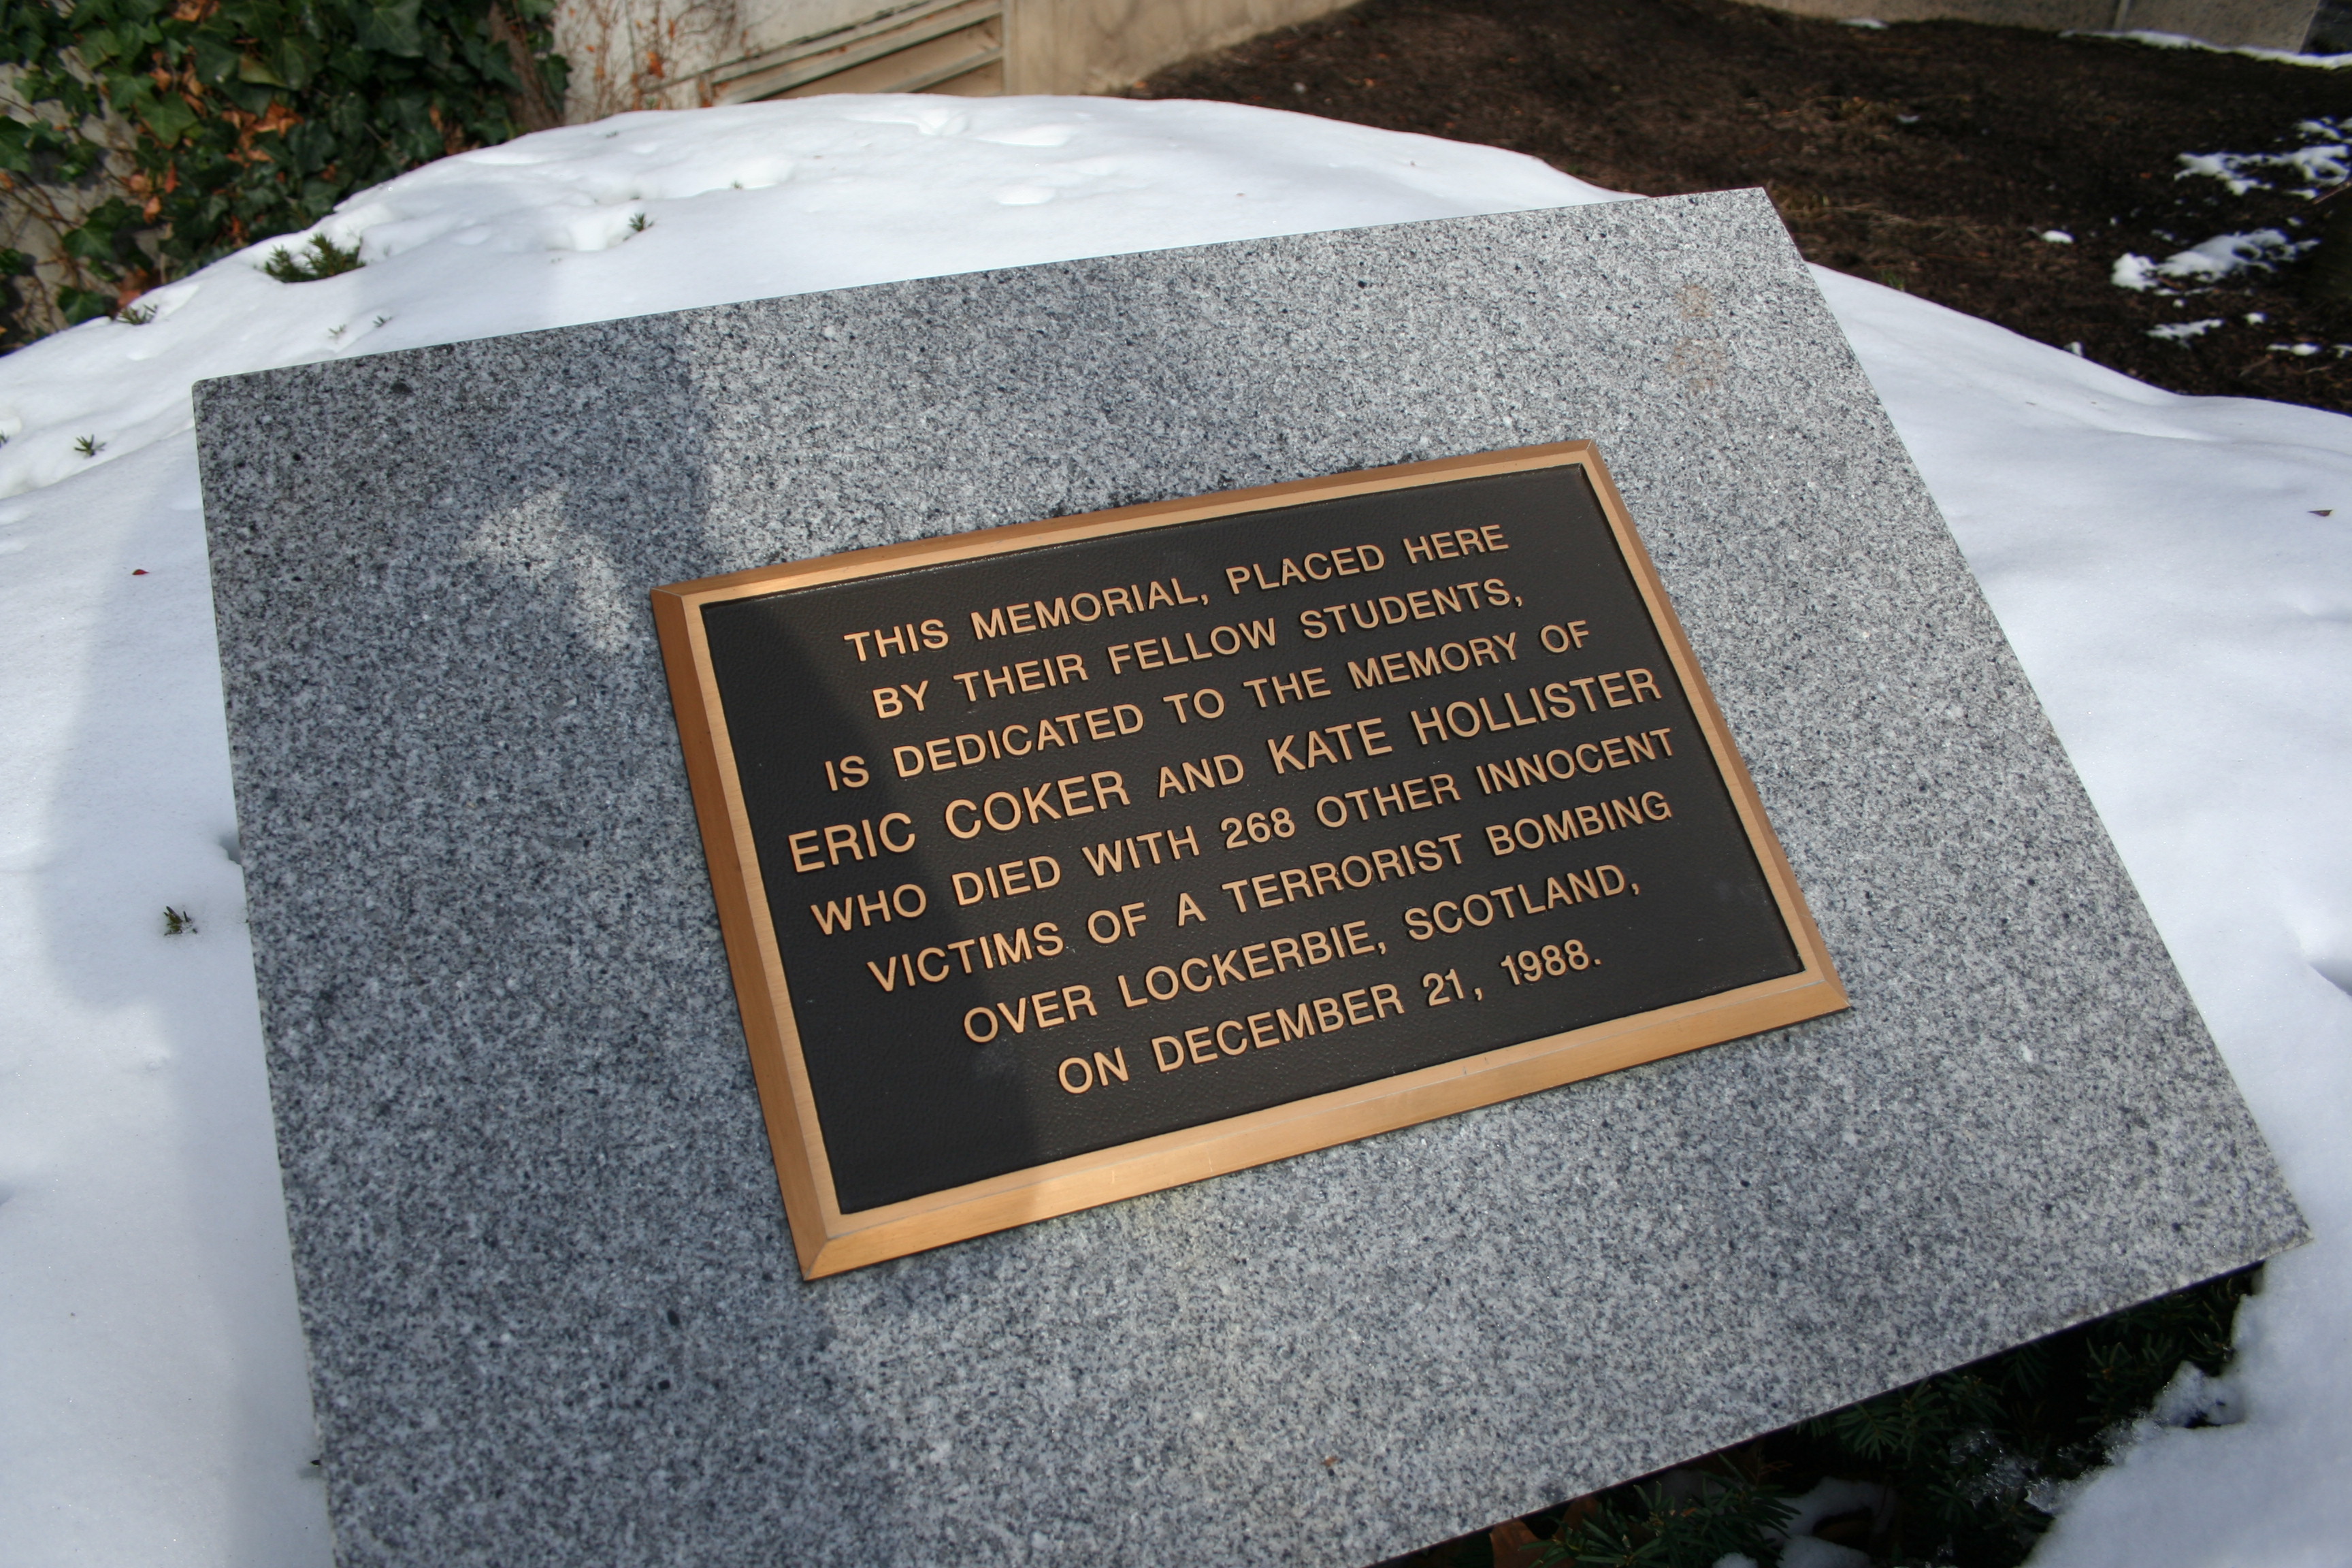 THIS MEMORIAL, PLACED HERE
BY THEIR FELLOW STUDENTS,
IS DEDICATED TO THE MEMORY OF
ERIC COKER AND KATE HOLLISTER
WHO DIED WITH 268 OTHER INNOCENT
VICTIMS OF A TERRORIST BOMBING
OVER LOCKERBIE, SCOTLAND,
ON DECEMBER 21, 1988.